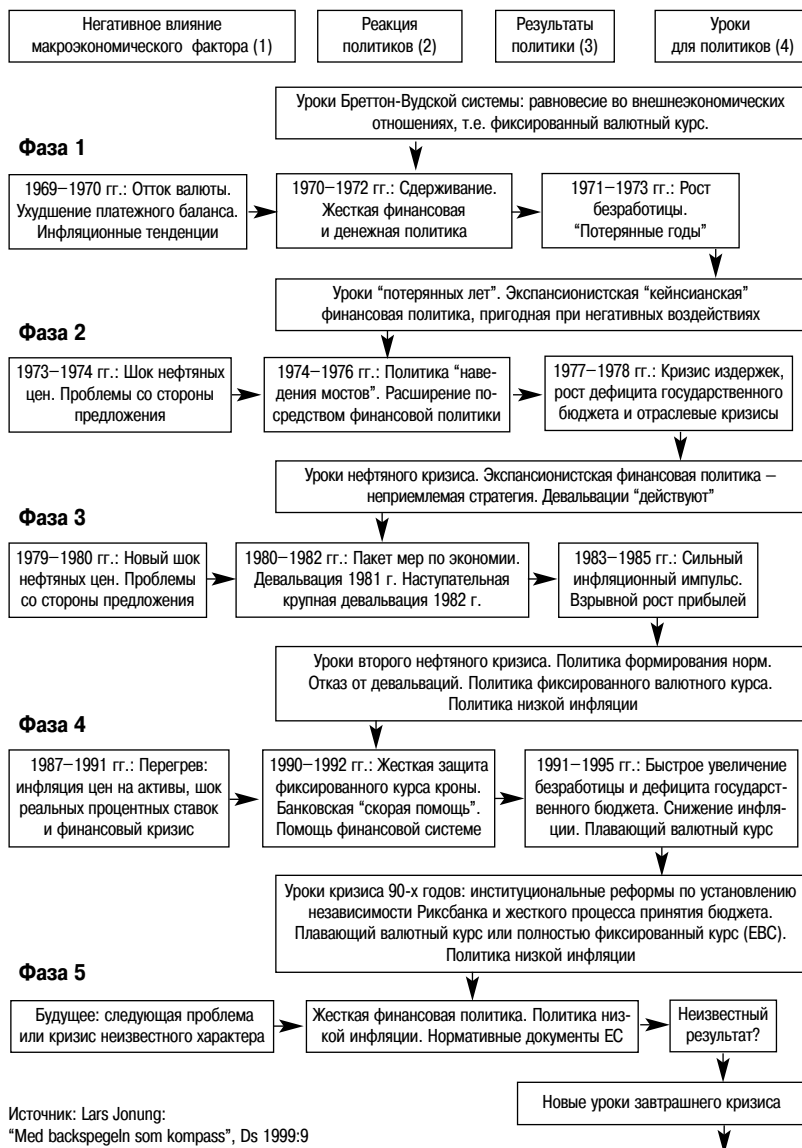 Негативное влияние
макроэкономического фактора (1)
Реакция
политиков (2)
Результаты
политики (3)
Уроки
для политиков (4)
Уроки Бреттон-Вудской системы: равновесие во внешнеэкономических
отношениях, т.е. фиксированный валютный курс.
Фаза 1
1969–1970 гг.: Отток валюты.
Ухудшение платежного баланса.
Инфляционные тенденции
1970–1972 гг.: Сдерживание.
Жесткая финансовая
и денежная политика
1971–1973 гг.: Рост
безработицы.
“Потерянные годы”
Уроки “потерянных лет”. Экспансионистская “кейнсианская”
финансовая политика, пригодная при негативных воздействиях
Фаза 2
1973–1974 гг.: Шок нефтяных
цен. Проблемы со стороны
предложения
1974–1976 гг.: Политика “наве-
дения мостов”. Расширение по-
средством финансовой политики
1977–1978 гг.: Кризис издержек,
рост дефицита государственного
бюджета и отраслевые кризисы
Уроки нефтяного кризиса. Экспансионистская финансовая политика –
неприемлемая стратегия. Девальвации “действуют”
Фаза 3
1979–1980 гг.: Новый шок
нефтяных цен. Проблемы
со стороны предложения
1980–1982 гг.: Пакет мер по экономии.
Девальвация 1981 г. Наступательная
крупная девальвация 1982 г.
1983–1985 гг.: Сильный
инфляционный импульс.
Взрывной рост прибылей
Уроки второго нефтяного кризиса. Политика формирования норм.
Отказ от девальваций. Политика фиксированного валютного курса.
Политика низкой инфляции
Фаза 4
1987–1991 гг.: Перегрев:
инфляция цен на активы, шок
реальных процентных ставок
и финансовый кризис
1990–1992 гг.: Жесткая защита
фиксированного курса кроны.
Банковская “скорая помощь”.
Помощь финансовой системе
1991–1995 гг.: Быстрое увеличение
безработицы и дефицита государст-
венного бюджета. Снижение инфля-
ции. Плавающий валютный курс
Уроки кризиса 90-х годов: институциональные реформы по установлению
независимости Риксбанка и жесткого процесса принятия бюджета.
Плавающий валютный курс или полностью фиксированный курс (ЕВС).
Политика низкой инфляции
Фаза 5
Будущее: следующая проблема
или кризис неизвестного характера
Жесткая финансовая политика. Политика низ-
кой инфляции. Нормативные документы ЕС
Неизвестный
результат?
Новые уроки завтрашнего кризиса
Источник: Lars Jonung:
“Med backspegeln som kompass”, Ds 1999:9